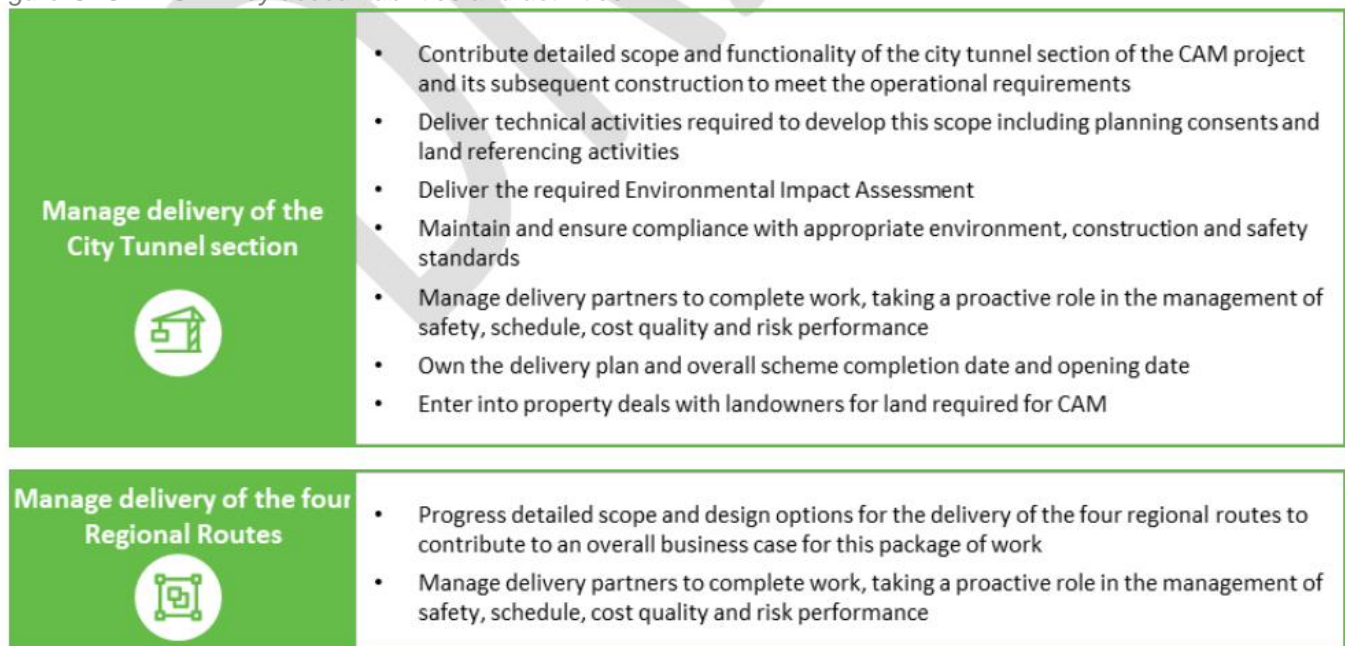 Manage delivery of the
City Tunnel section
• Contribute detailed scope and functionality of the city tunnel section of the CAM project
and its subsequent construction to meet the operational requirements
• Deliver technical activities required to develop this scope including planning consents and
land referencing activities
• Deliver the required Environmental Impact Assessment
• Maintain and ensure compliance with appropriate environment, construction and safety
standards
• Manage delivery partners to complete work, taking a proactive role in the management of
safety, schedule, cost quality and risk performance
• Own the delivery plan and overall scheme completion date and opening date
• Enter into property deals with landowners for land required for CAM
Manage delivery of the four
Regional Routes
• Progress detailed scope and design options for the delivery of the four regional routes to
contribute to an overall business case for this package of work
• Manage delivery partners to complete work, taking a proactive role in the management of
safety, schedule, cost quality and risk performance